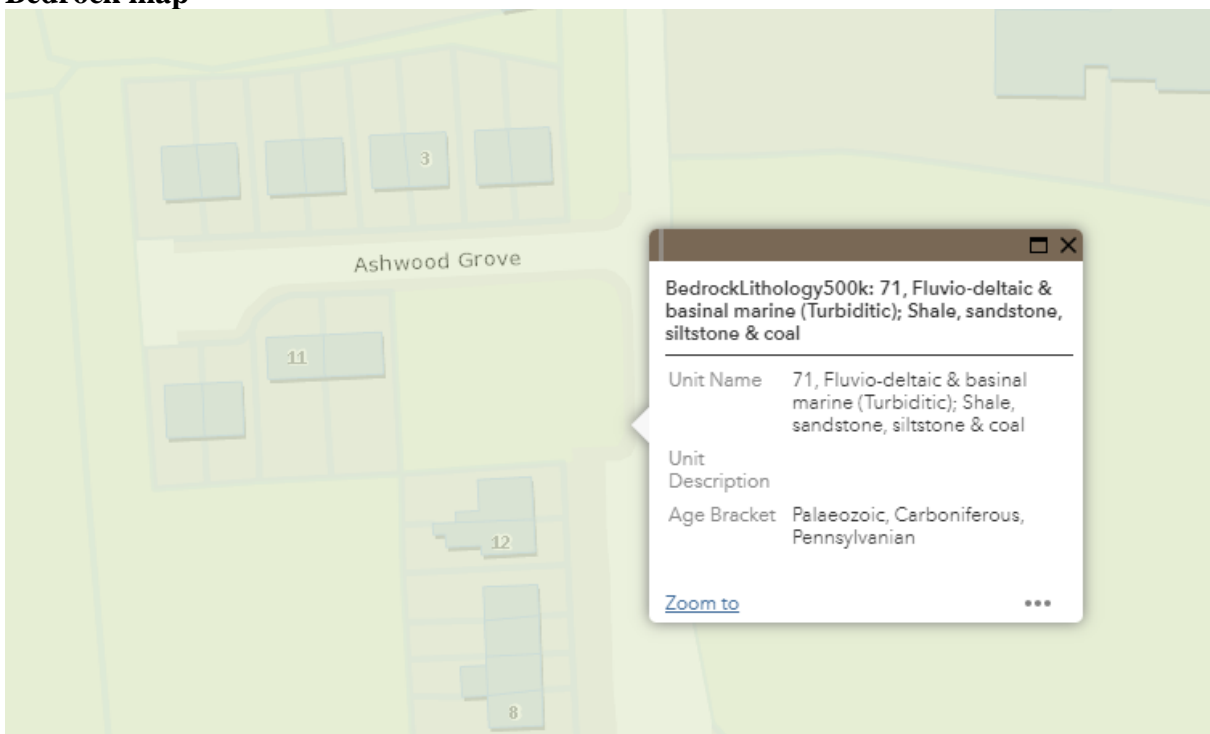 Bedrock map
3
Ashwood Grove
11
12
8
BedrockLithology500k: 71, Fluvio-deltaic &
basinal marine (Turbiditic); Shale, sandstone,
siltstone & coal
Unit Name 71, Fluvio-deltaic & basinal
marine (Turbiditic); Shale,
sandstone, siltstone & coal
Unit
Description
Age Bracket Palaeozoic, Carboniferous,
Pennsylvanian
Zoom to